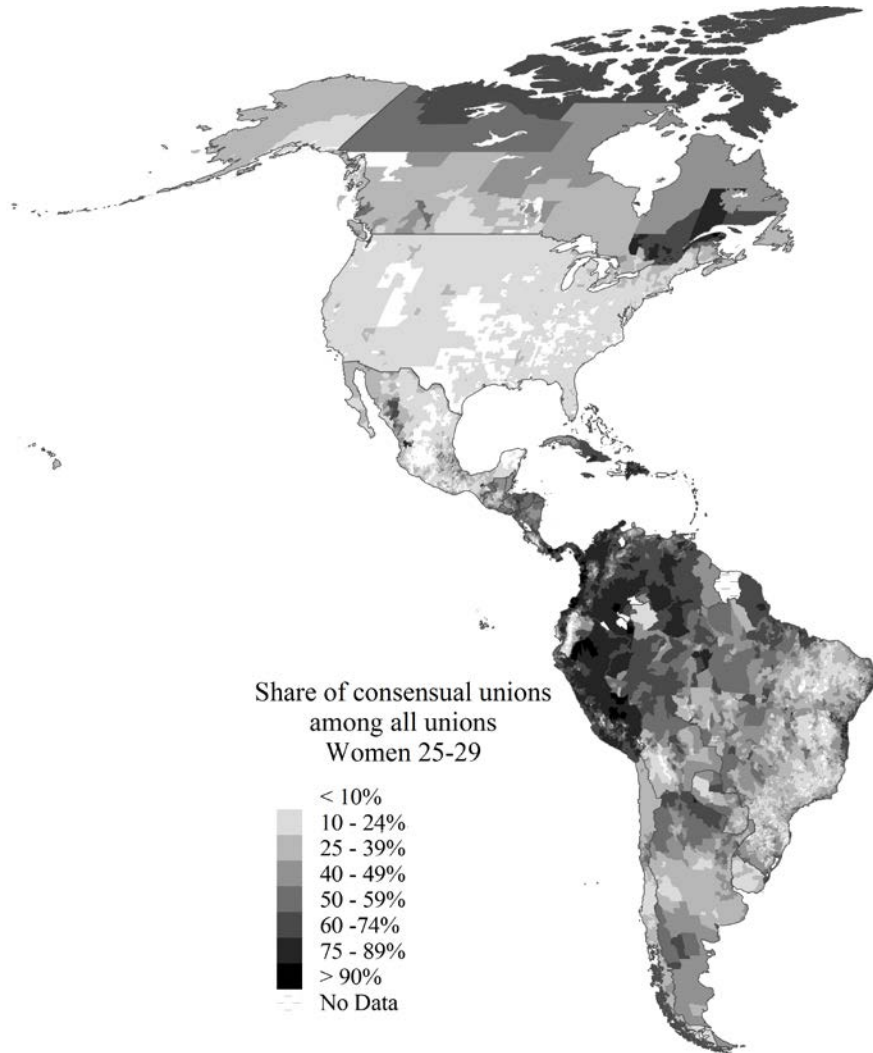 Share of consensual unions
among all unions
Women 25-29
< 10%
10 - 24%
25 - 39%
40 - 49%
50 - 59%
60 -74%
75 - 89%
> 90%
No Data